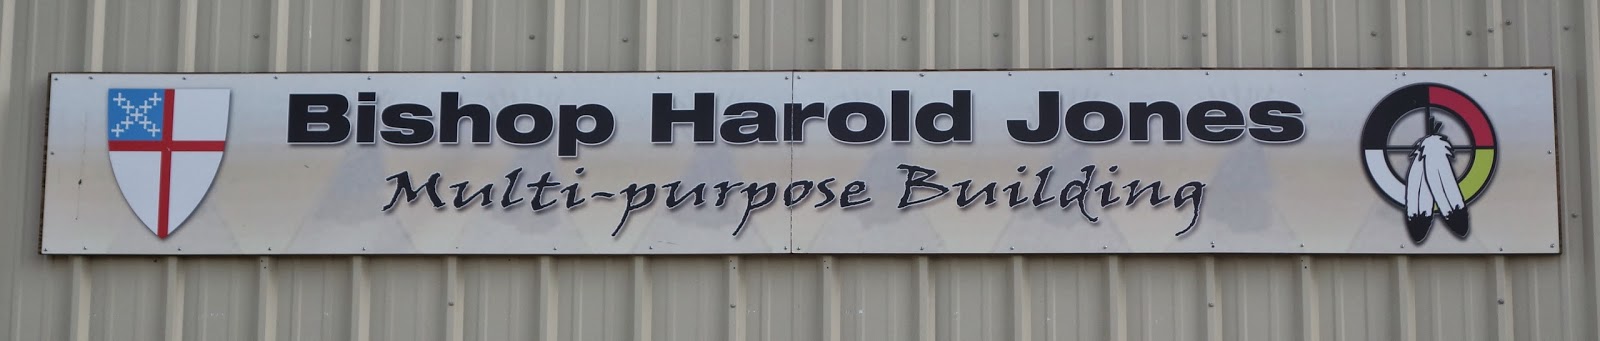 Bishop Harold Jones
Multi-purpose Building